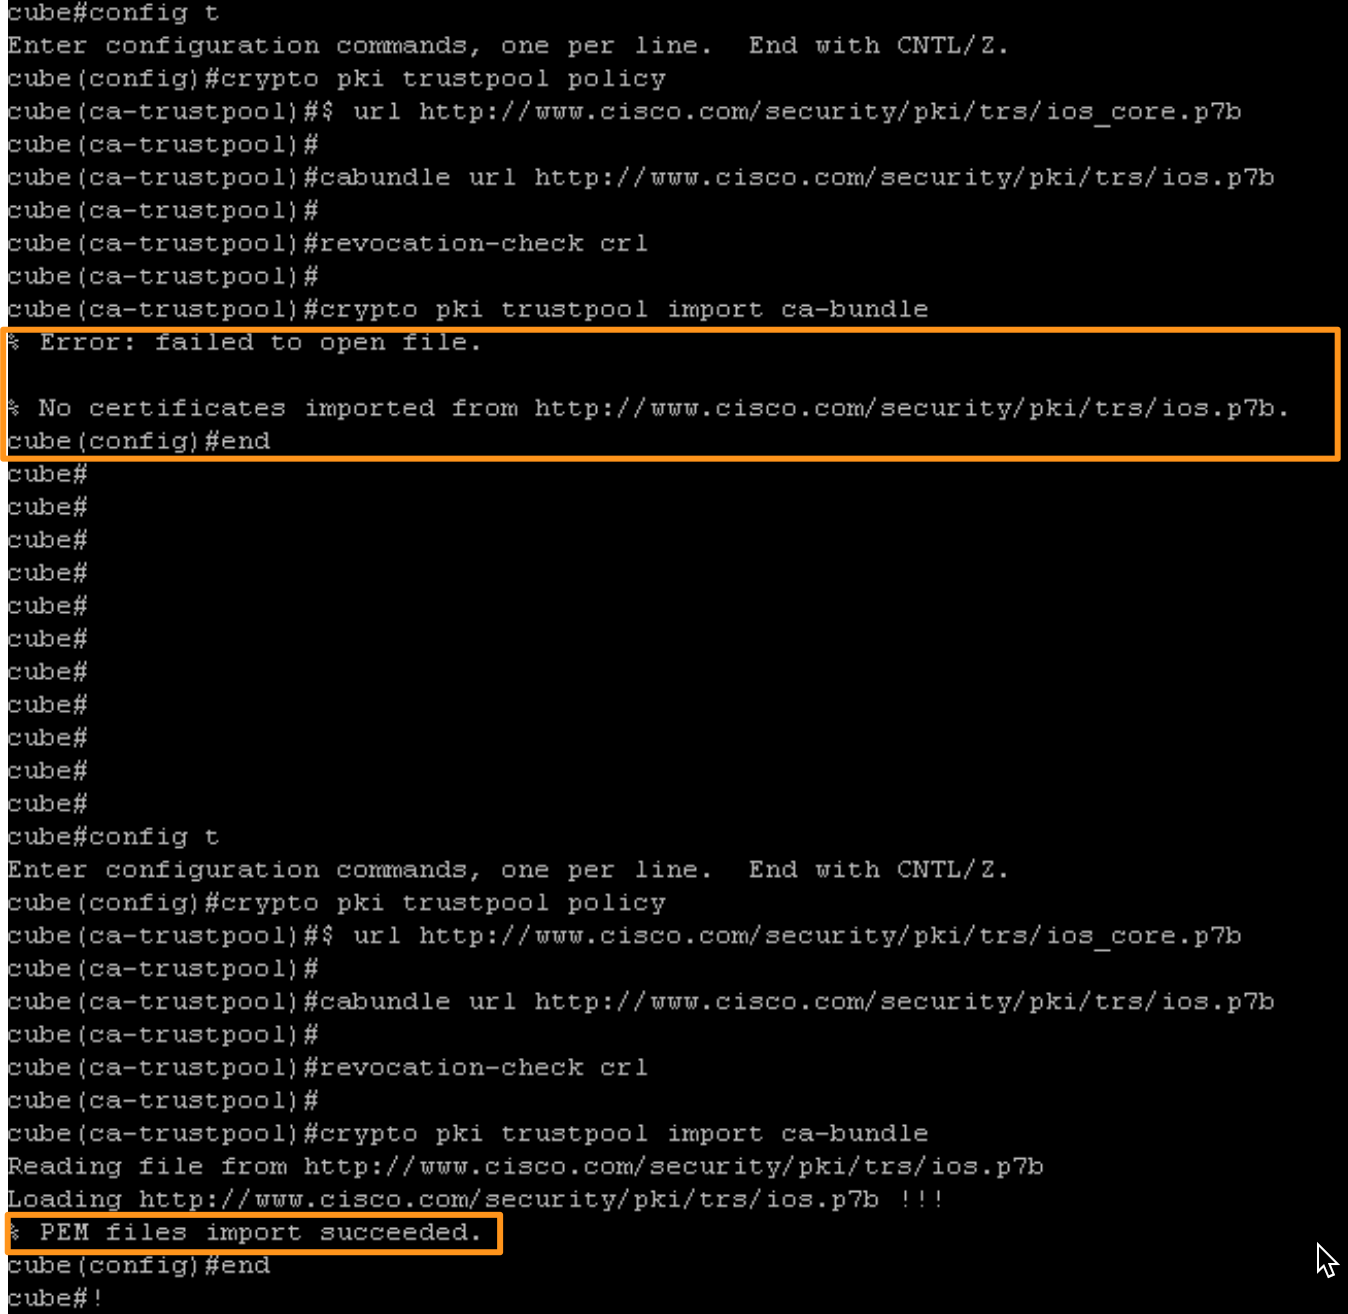 cube#config t
Enter configuration commands, one per line.  End with CNTL/Z.
cube(config)#crypto pki trustpool policy
cube(ca-trustpool)#$ url http://www.cisco.com/security/pki/trs/ios_core.p7b
cube(ca-trustpool)#
cube(ca-trustpool)#cabundle url http://www.cisco.com/security/pki/trs/ios.p7b
cube(ca-trustpool)#
cube(ca-trustpool)#revocation-check crl
cube(ca-trustpool)#
cube(ca-trustpool)#crypto pki trustpool import ca-bundle
% Error: failed to open file.
% No certificates imported from http://www.cisco.com/security/pki/trs/ios.p7b.
cube(config)#end
cube#
cube#
cube#
cube#
cube#
cube#
cube#
cube#
cube#
cube#
cube#
cube#config t
Enter configuration commands, one per line.  End with CNTL/Z.
cube(config)#crypto pki trustpool policy
cube(ca-trustpool)#$ url http://www.cisco.com/security/pki/trs/ios_core.p7b
cube(ca-trustpool)#
cube(ca-trustpool)#cabundle url http://www.cisco.com/security/pki/trs/ios.p7b
cube(ca-trustpool)#
cube(ca-trustpool)#revocation-check crl
cube(ca-trustpool)#
cube(ca-trustpool)#crypto pki trustpool import ca-bundle
Reading file from http://www.cisco.com/security/pki/trs/ios.p7b
Loading http://www.cisco.com/security/pki/trs/ios.p7b !!!
% PEM files import succeeded.
cube(config)#end
cube#!